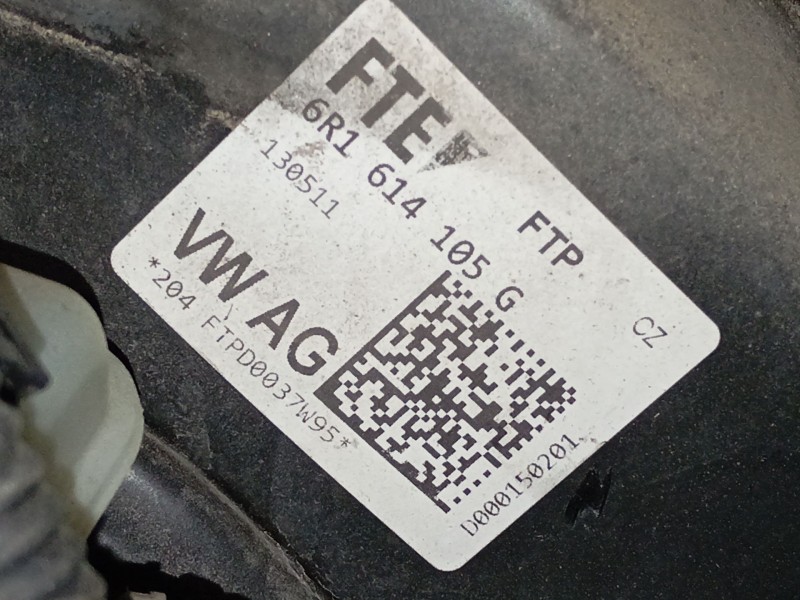 FTE
6R1 614 105 G
130511
FTP
CZ
VW AG
*204 FTPD0037W95*
D000150201